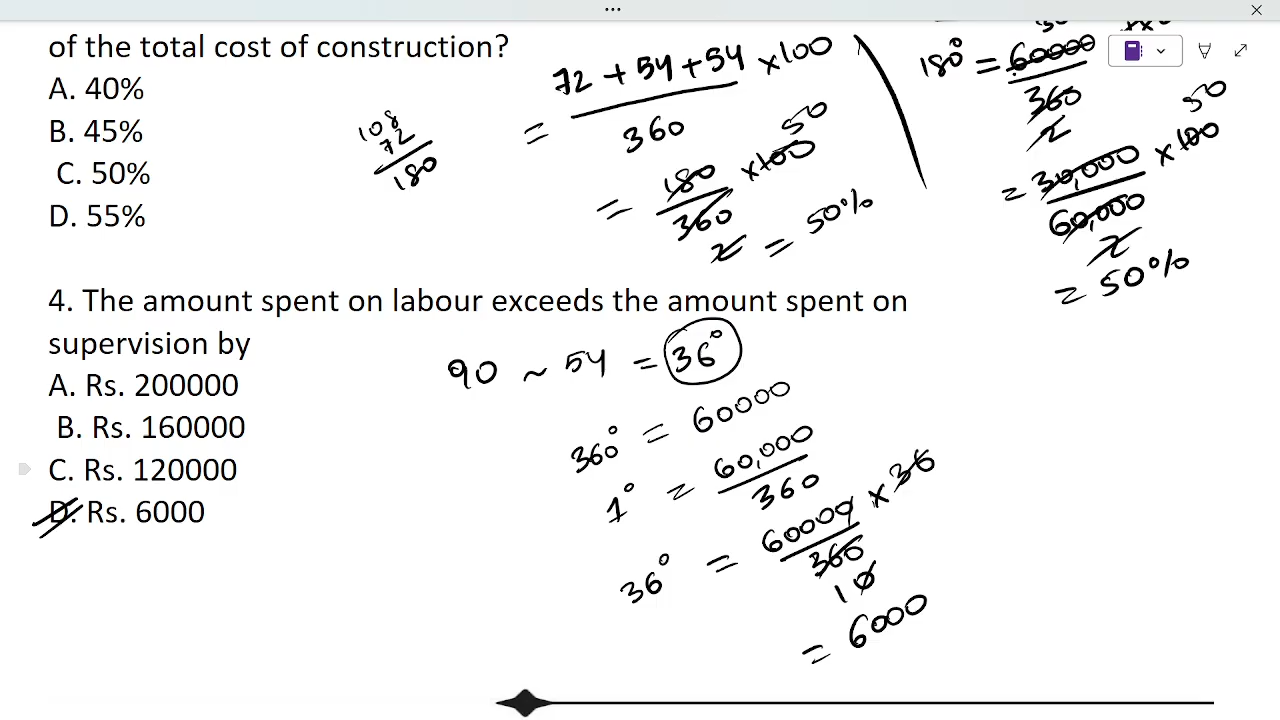 of the total cost of construction?
A. 40%
B. 45%
C. 50%
D. 55%
108
72
180
72 + 54 + 54 × 100
= 360
50
= 180 × 100
360
2 = 50%
180° = 60000
360
2
50
= 30,000 × 100
60,000
2
= 50%
4. The amount spent on labour exceeds the amount spent on
supervision by
A. Rs. 200000
B. Rs. 160000
C. Rs. 120000
D. Rs. 6000
90 ~ 54 = 36°
360° = 60000
1° = 60,000
360
36° = 60000 × 36
360
10
= 6000